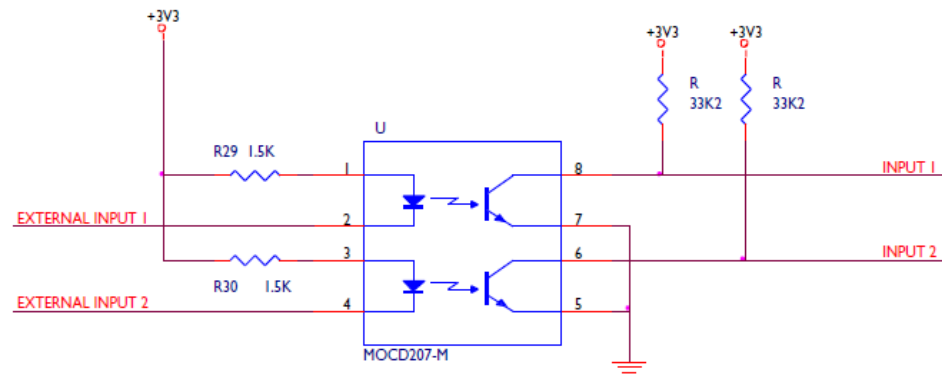 +3V3
+3V3
+3V3
R
33K2
R
33K2
U
R29 1.5K
1
8
INPUT 1
EXTERNAL INPUT 1
2
7
3
6
INPUT 2
R30 1.5K
EXTERNAL INPUT 2
4
5
MOCD207-M